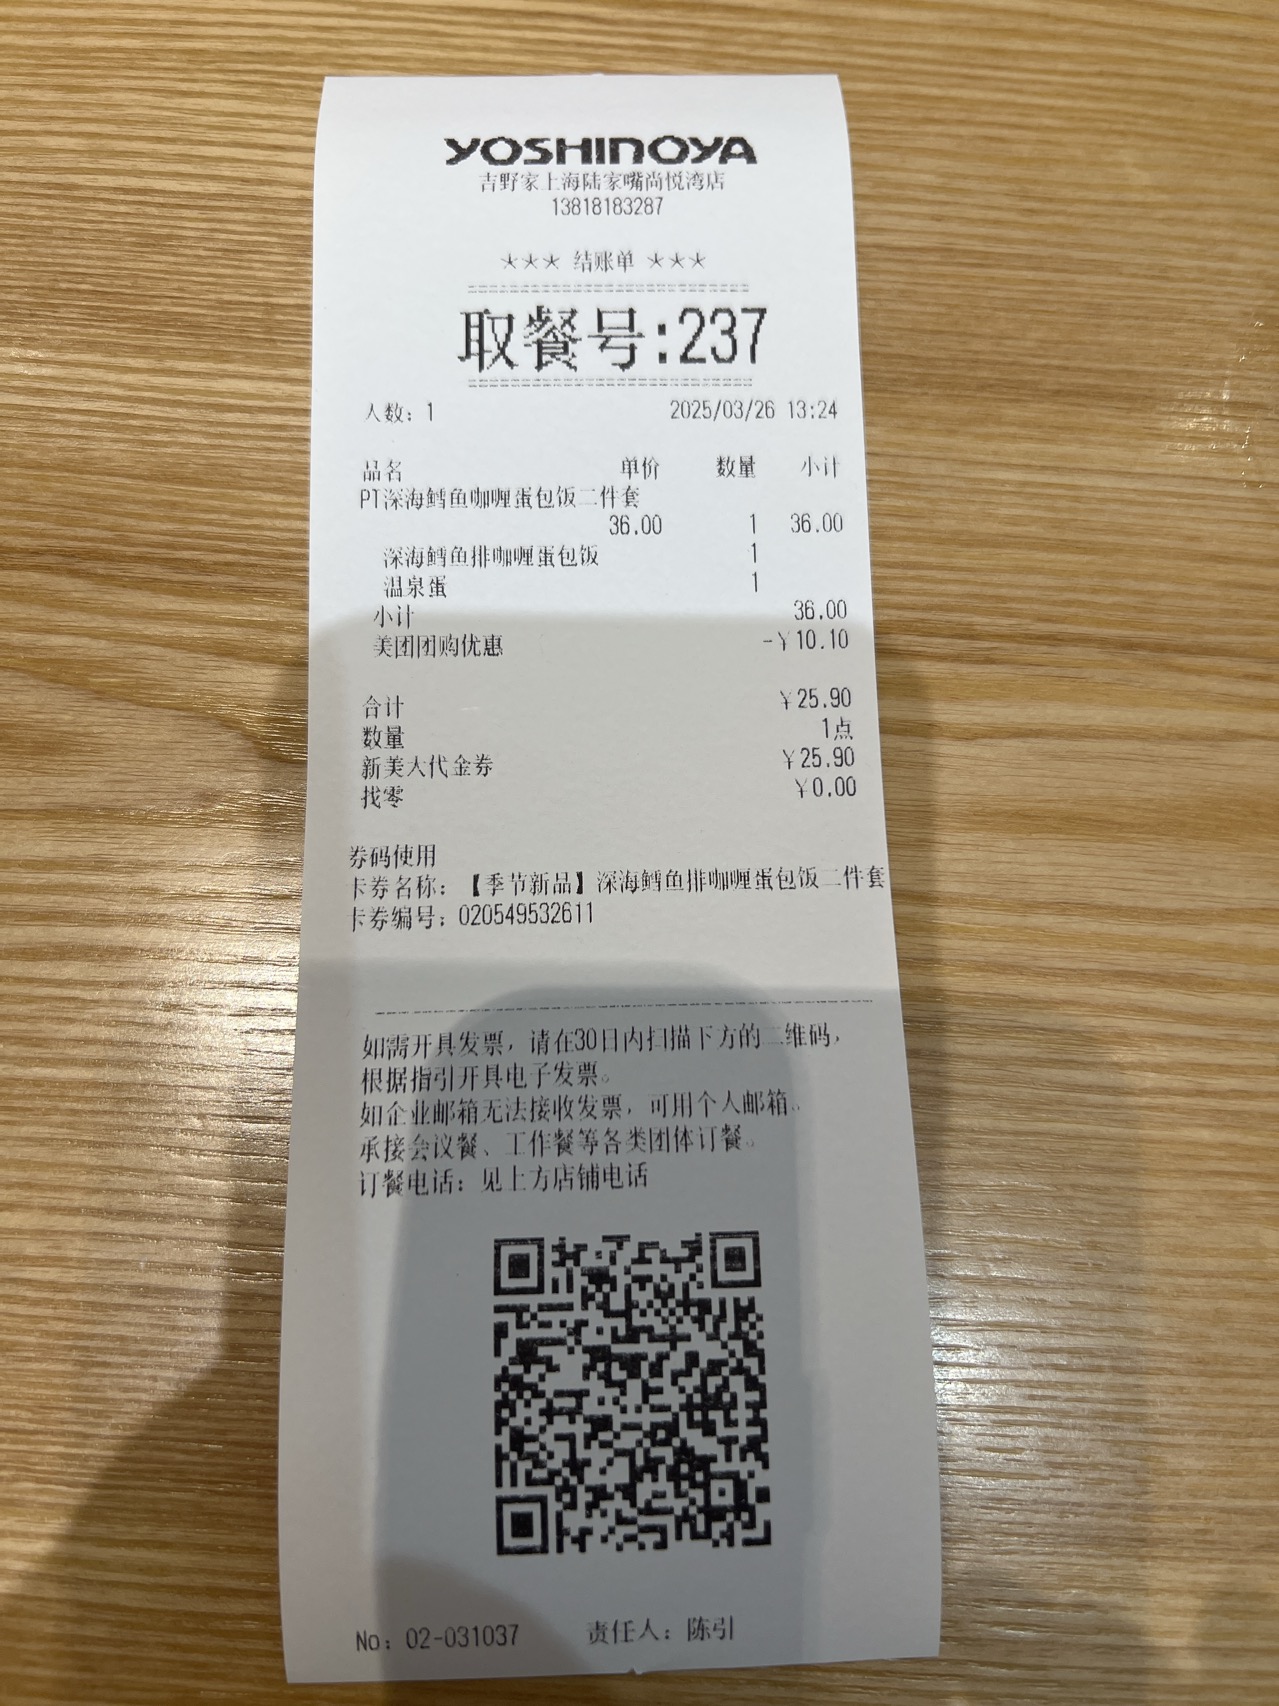 YOSHINOYA
吉野家上海陆家嘴尚悦湾店
13818183287
*** 结账单 ***
取餐号:237
人数: 1 2025/03/26 13:24
品名 单价 数量 小计
PT深海鳕鱼咖喱蛋包饭二件套
36.00 1 36.00
深海鳕鱼排咖喱蛋包饭 1
温泉蛋 1
小计 36.00
美团团购优惠 -¥10.10
合计 ¥25.90
数量 1点
新美大代金券 ¥25.90
找零 ¥0.00
券码使用
卡券名称: 【季节新品】深海鳕鱼排咖喱蛋包饭二件套
卡券编号: 020549532611
如需开具发票，请在30日内扫描下方的二维码，
根据指引开具电子发票。
如企业邮箱无法接收发票，可用个人邮箱。
承接会议餐、工作餐等各类团体订餐。
订餐电话: 见上方店铺电话
No: 02-031037 责任人: 陈引